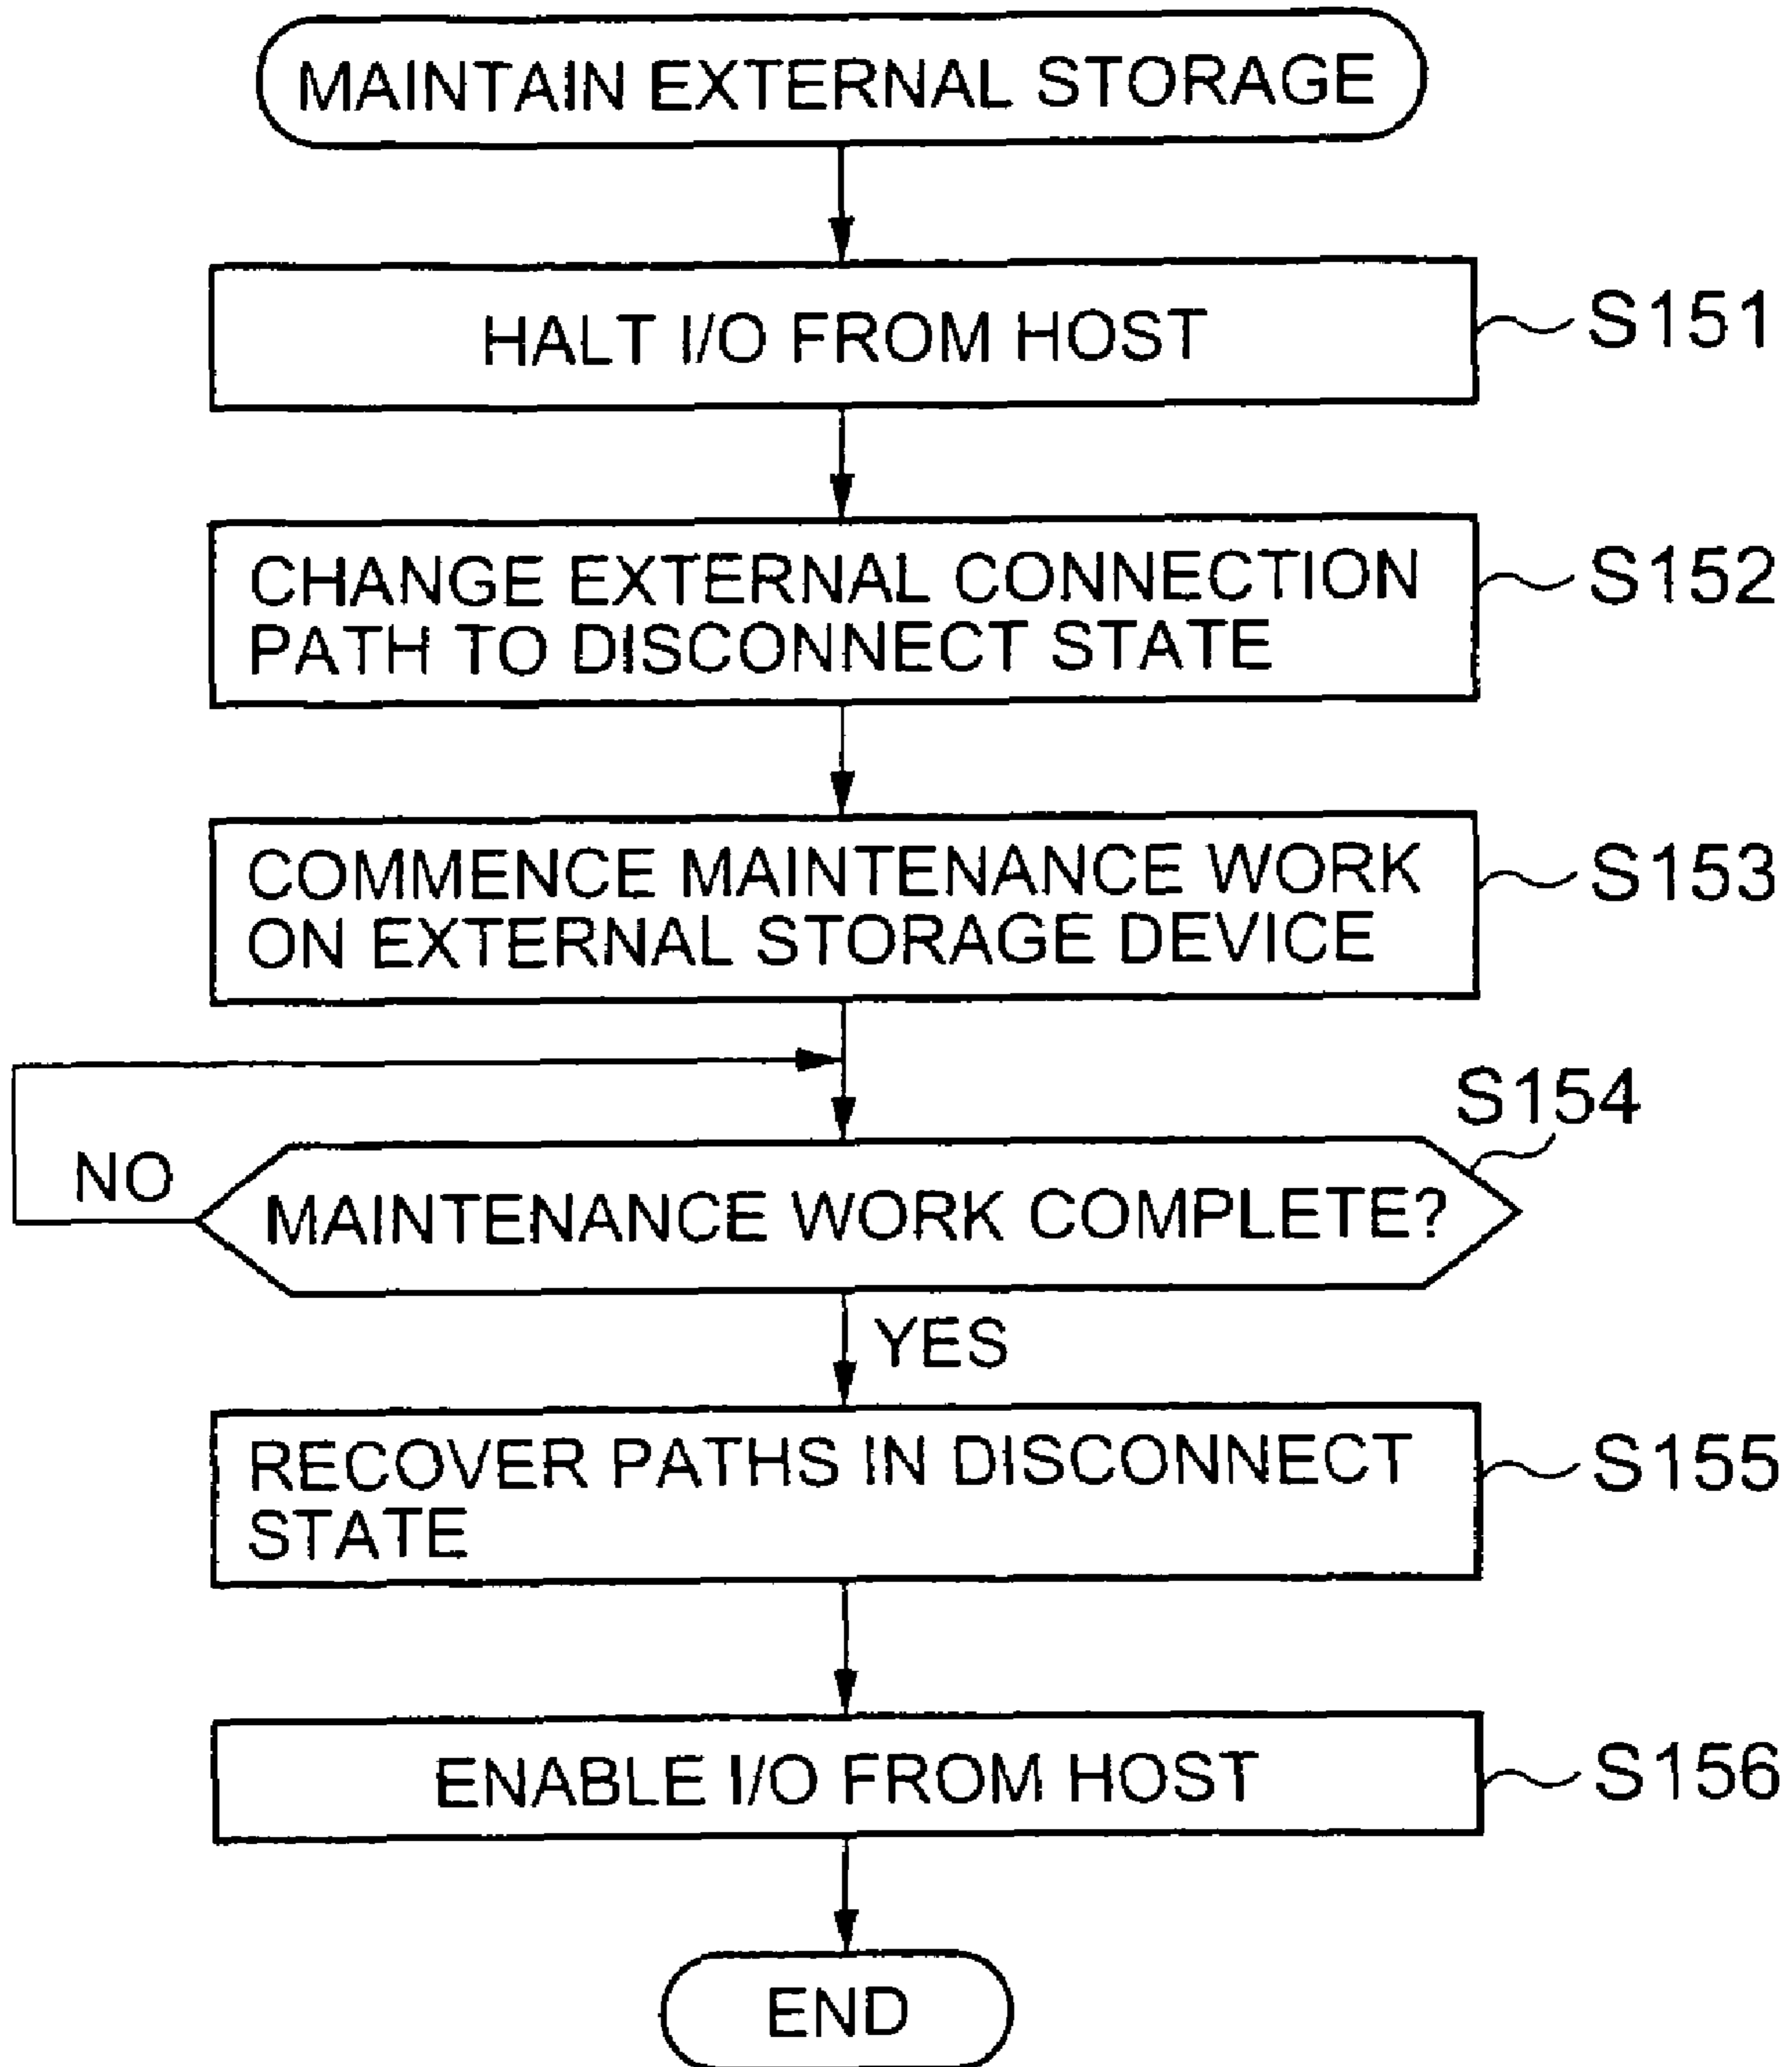 MAINTAIN EXTERNAL STORAGE
HALT I/O FROM HOST
S151
CHANGE EXTERNAL CONNECTION
PATH TO DISCONNECT STATE
S152
COMMENCE MAINTENANCE WORK
ON EXTERNAL STORAGE DEVICE
S153
S154
NO
MAINTENANCE WORK COMPLETE?
YES
RECOVER PATHS IN DISCONNECT
STATE
S155
ENABLE I/O FROM HOST
S156
END